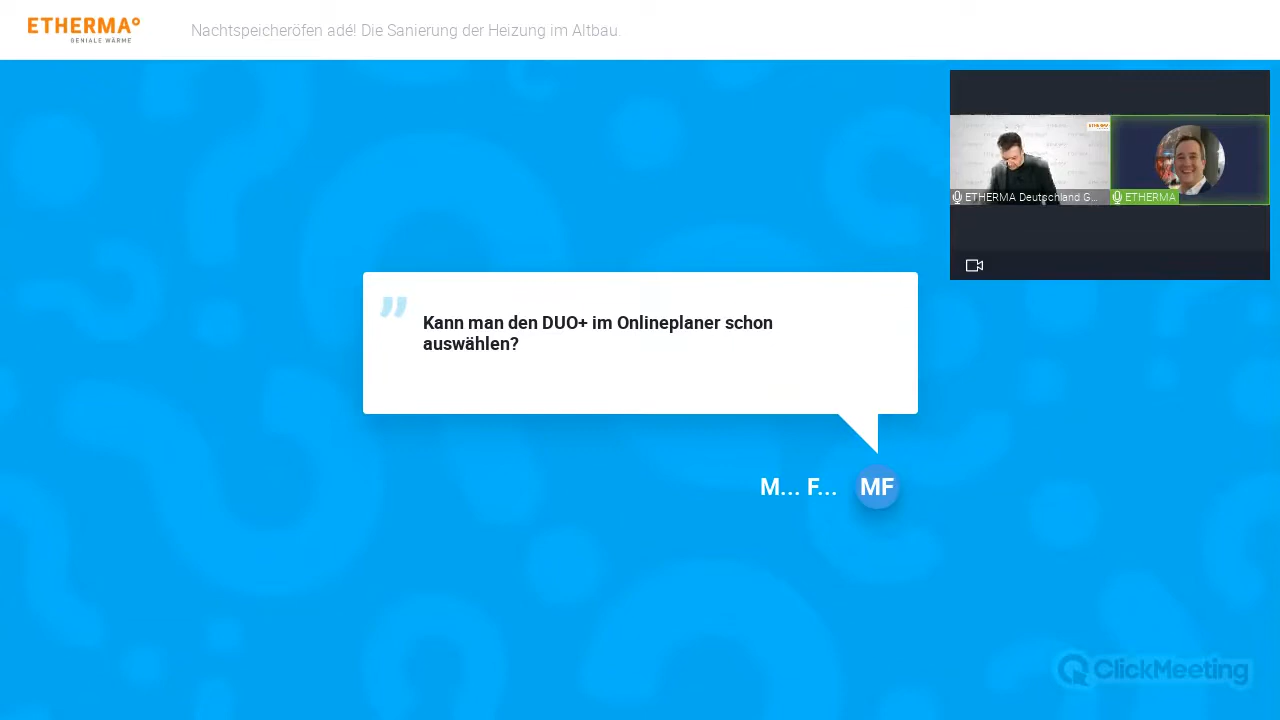 ETHERMA°
GENIALE WÄRME
Nachtspeicheröfen adé! Die Sanierung der Heizung im Altbau
ETHERMA
ETHERMA Deutschland G...
ETHERMA
”
Kann man den DUO+ im Onlineplaner schon
auswählen?
M... F...
MF
ClickMeeting